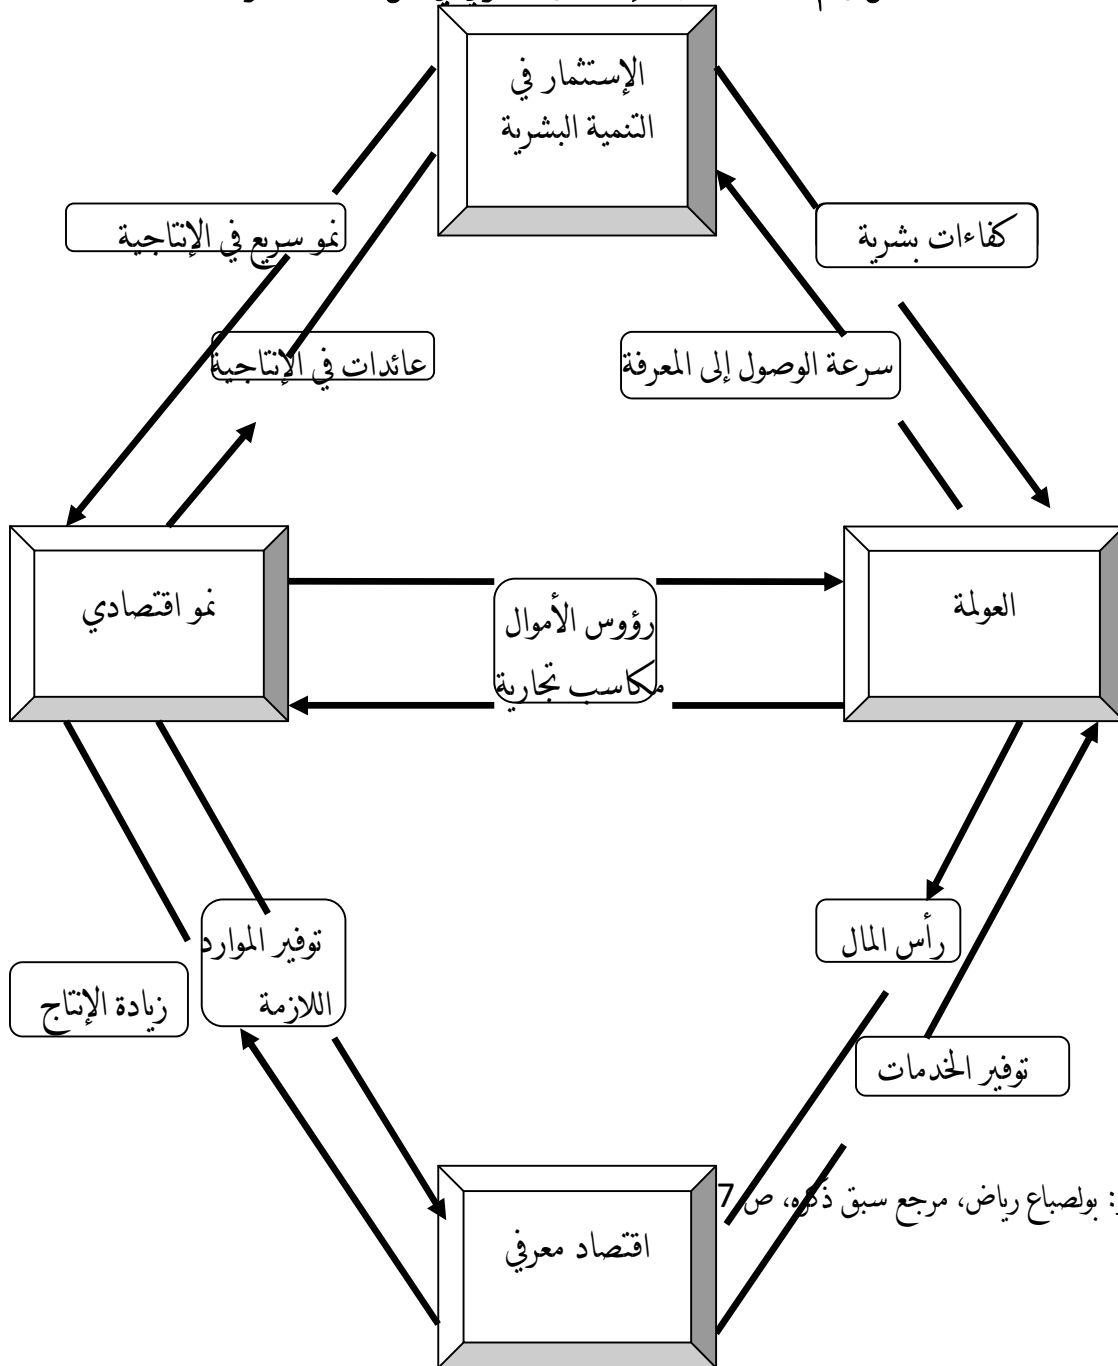 الإستثمار في
التنمية البشرية
كفاءات بشرية
نمو سريع في الإنتاجية
سرعة الوصول إلى المعرفة
عائدات في الإنتاجية
العولمة
نمو اقتصادي
رؤوس الأموال
مكاسب تجارية
رأس المال
توفير الموارد
اللازمة
زيادة الإنتاج
توفير الخدمات
: بولصباع رياض، مرجع سبق ذكره، ص 7
اقتصاد معرفي